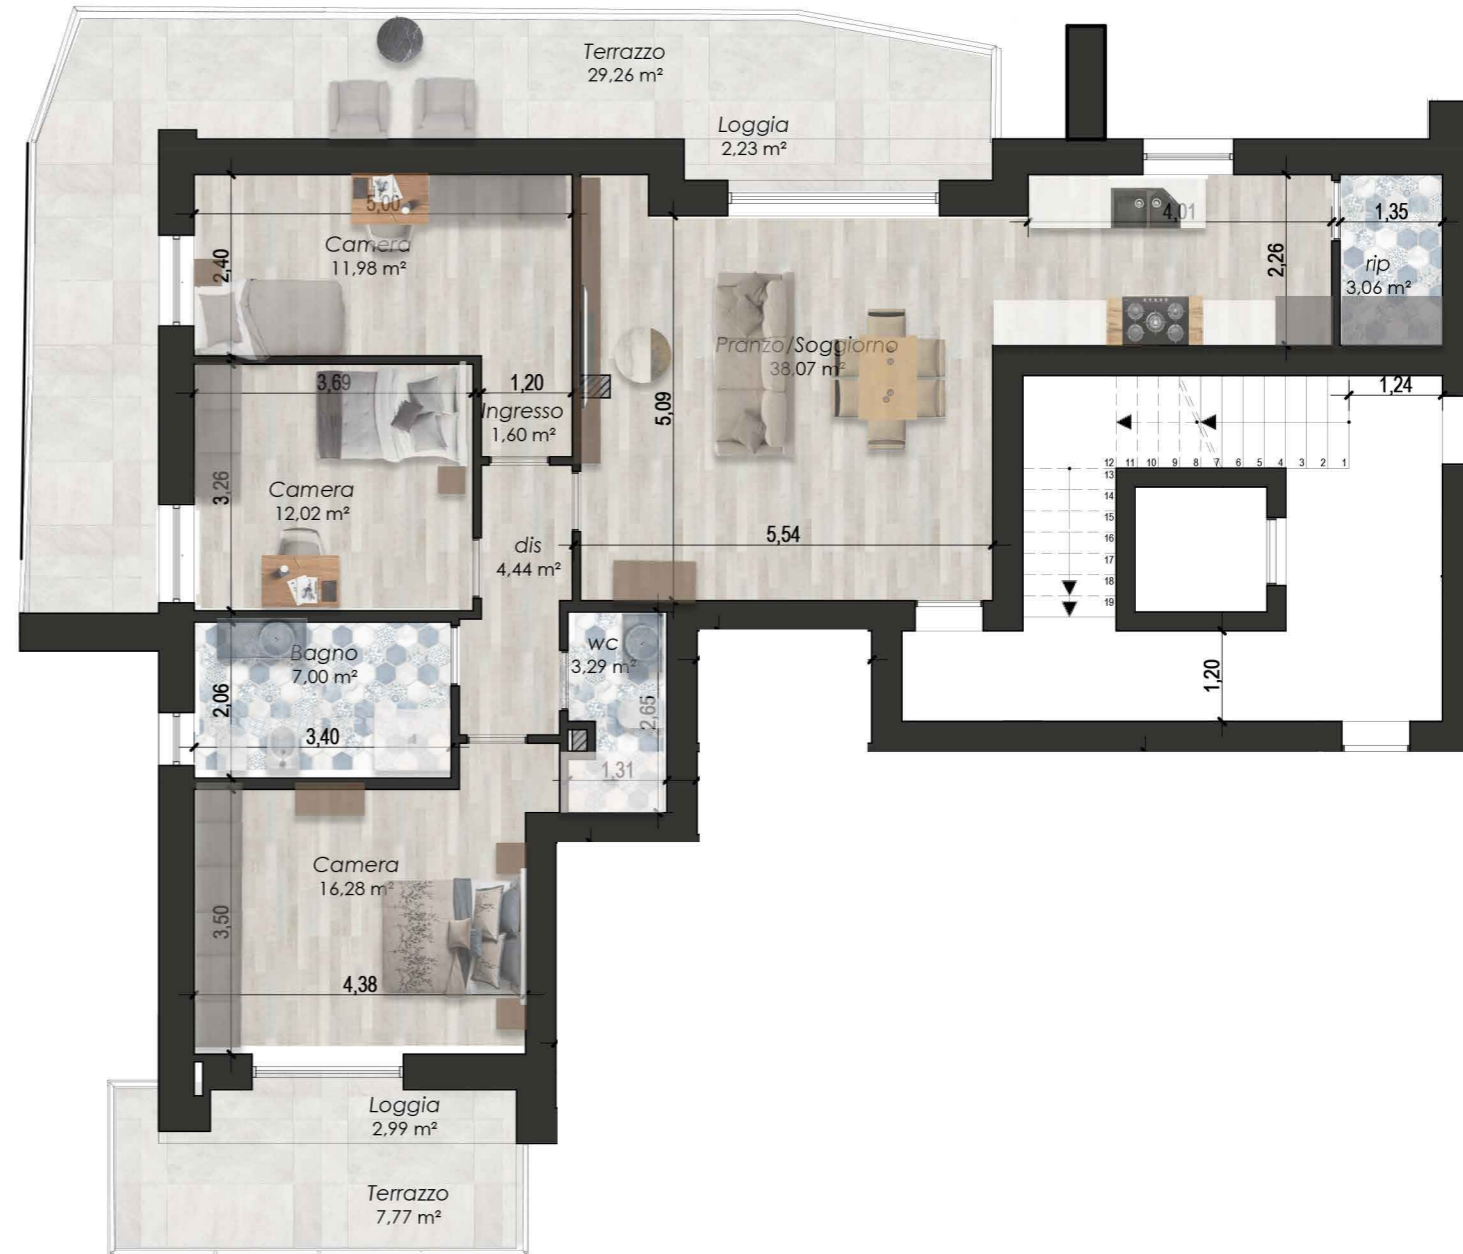 Terrazzo
29,26 m²
Loggia
2,23 m²
5,00
Camera
11,98 m²
2,40
4,01
1,35
2,26
rip
3,06 m²
Pranzo/Soggiorno
38,07 m²
3,69
1,20
Ingresso
1,60 m²
5,09
1,24
12 11 10 9 8 7 6 5 4 3 2 1
13
14
15
16
17
18
19
3,26
Camera
12,02 m²
dis
4,44 m²
5,54
Bagno
7,00 m²
wc
3,29 m²
2,06
2,65
1,20
3,40
1,31
Camera
16,28 m²
3,50
4,38
Loggia
2,99 m²
Terrazzo
7,77 m²